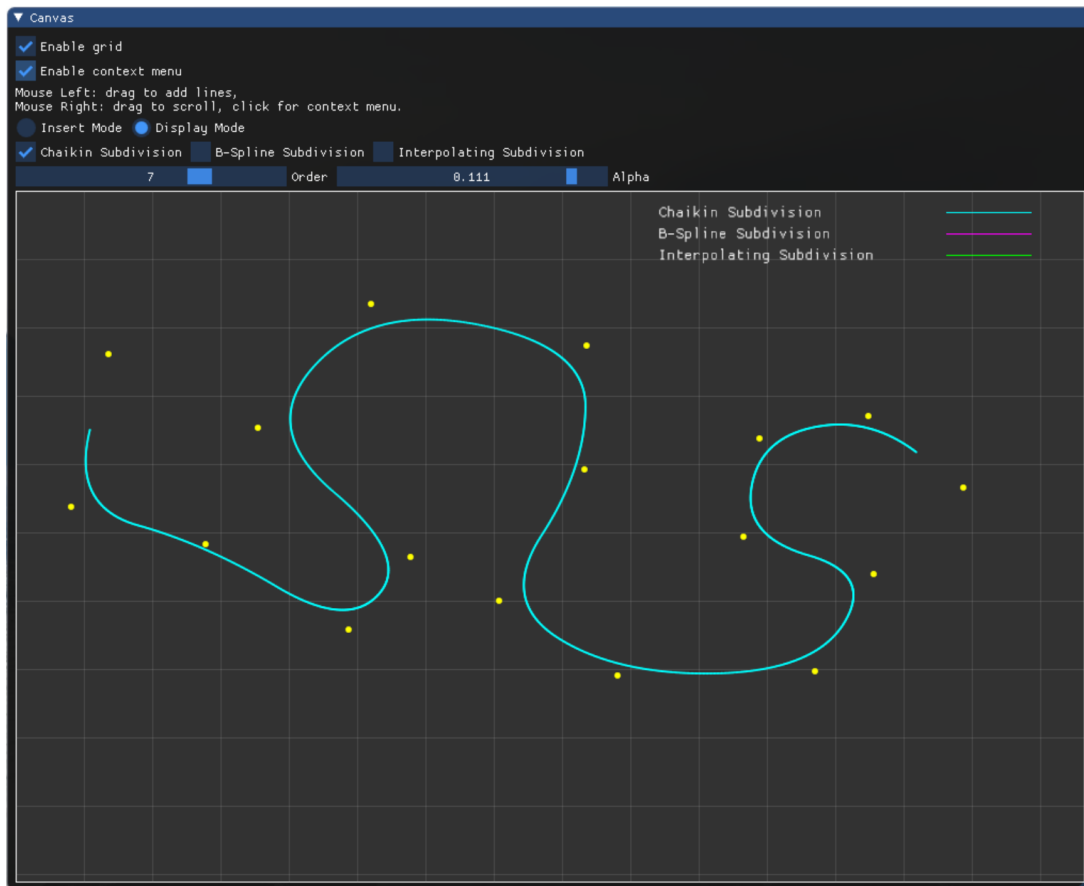 Canvas
Enable grid
Enable context menu
Mouse Left: drag to add lines,
Mouse Right: drag to scroll, click for context menu.
Insert Mode Display Mode
Chaikin Subdivision B-Spline Subdivision Interpolating Subdivision
7 Order 0.111 Alpha
Chaikin Subdivision
B-Spline Subdivision
Interpolating Subdivision